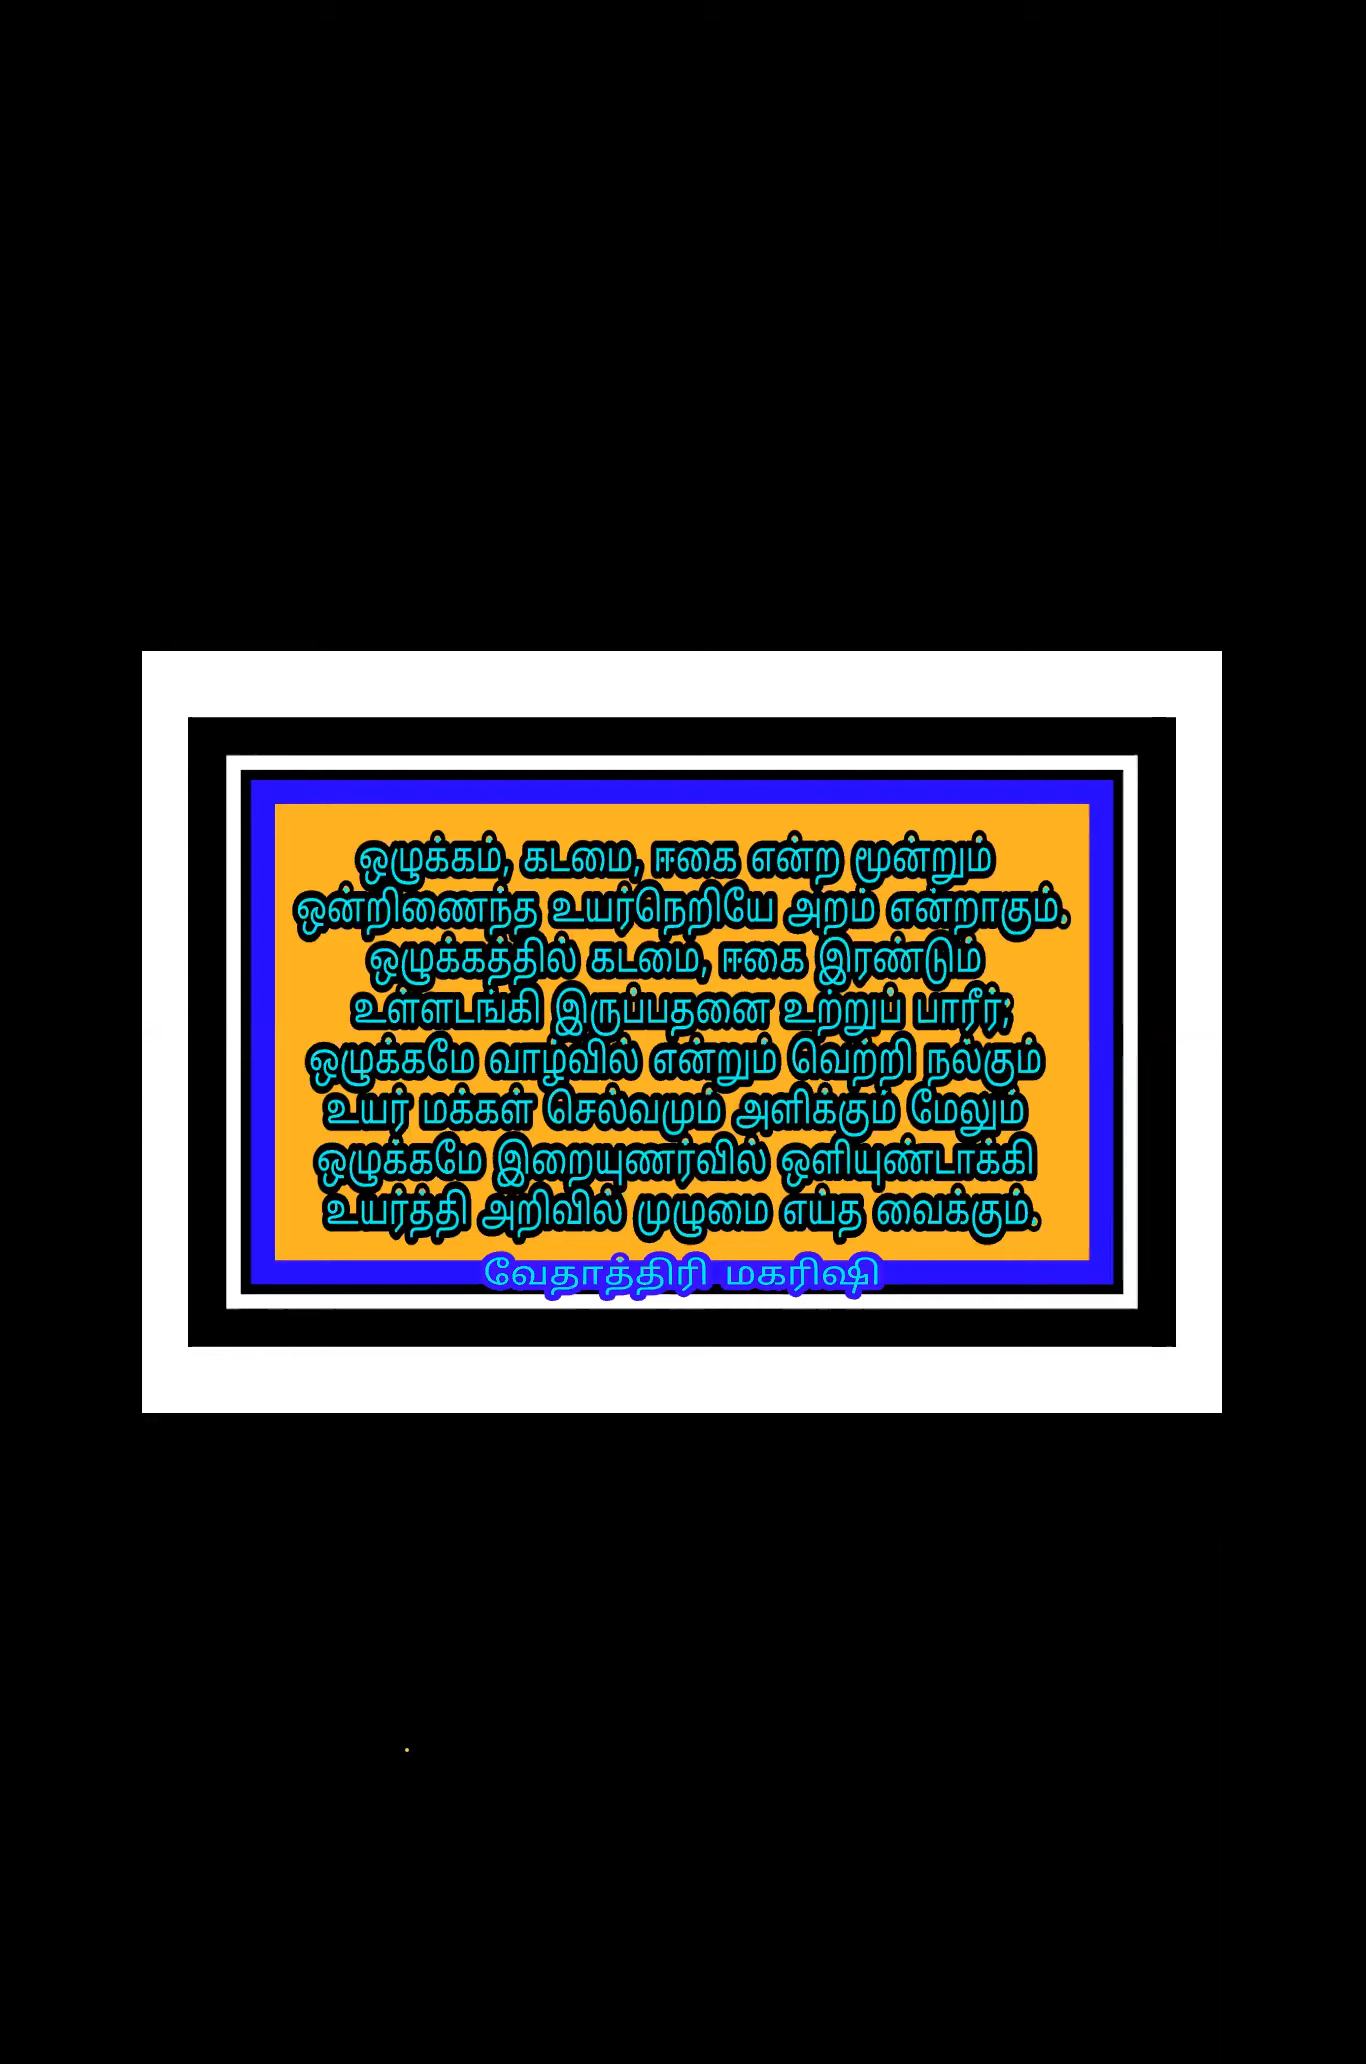 ஒழுக்கம், கடமை, ஈகை என்ற மூன்றும்
ஒன்றிணைந்த உயர்நெறியே அறம் என்றாகும்.
ஒழுக்கத்தில் கடமை, ஈகை இரண்டும்
உள்ளடங்கி இருப்பதனை உற்றுப் பாரீர்;
ஒழுக்கமே வாழ்வில் என்றும் வெற்றி நல்கும்
உயர் மக்கள் செல்வமும் அளிக்கும் மேலும்
ஒழுக்கமே இறையுணர்வில் ஒளியுண்டாக்கி
உயர்த்தி அறிவில் முழுமை எய்த வைக்கும்.
வேதாத்திரி மகரிஷி